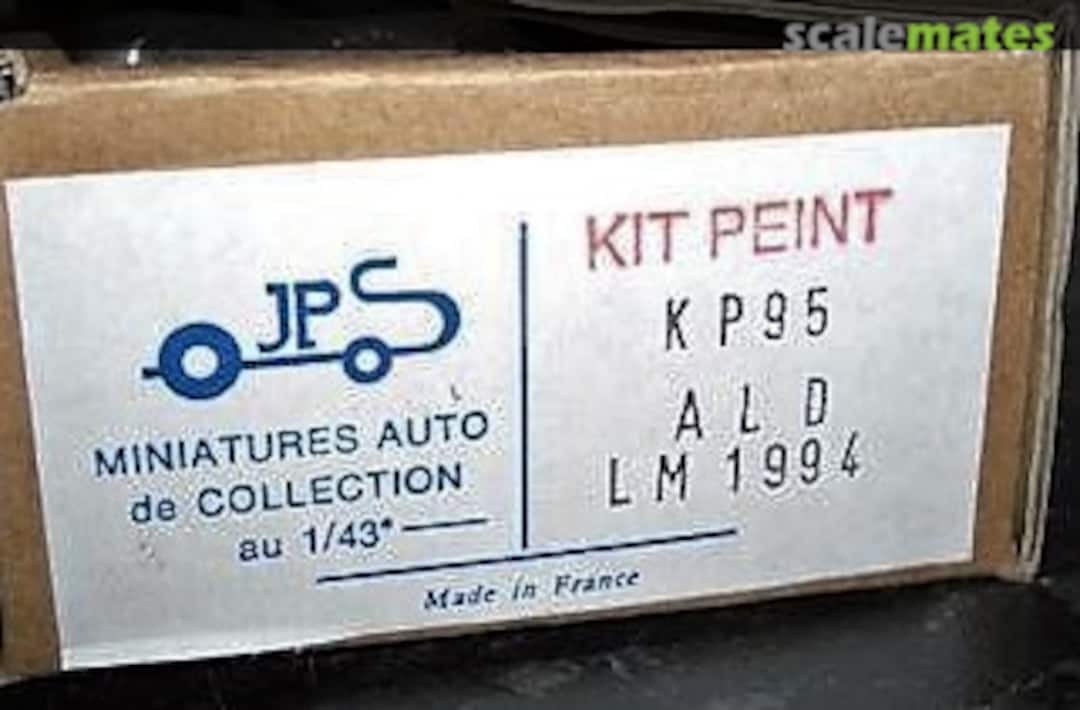 scalemates
JPS
MINIATURES AUTO
de COLLECTION
au 1/43e
Made in France
KIT PEINT
KP95
ALD
LM 1994